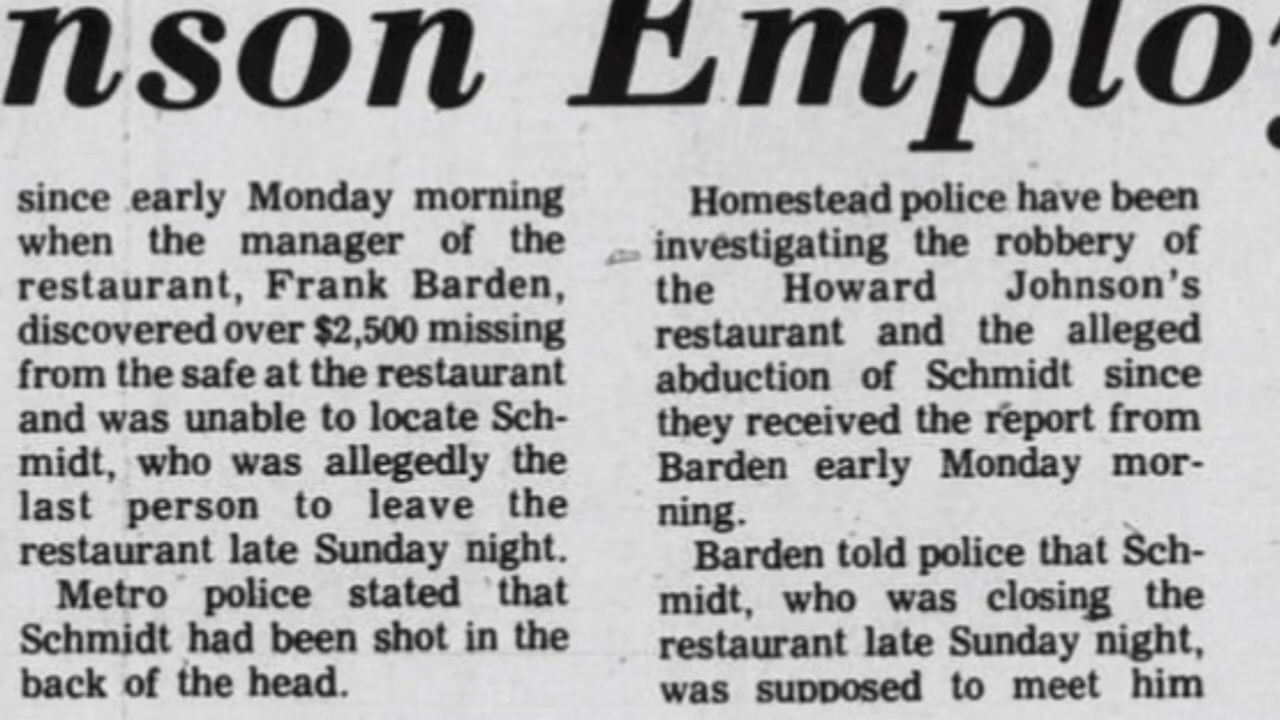 nson Emplo
since early Monday morning
when the manager of the
restaurant, Frank Barden,
discovered over $2,500 missing
from the safe at the restaurant
and was unable to locate Sch-
midt, who was allegedly the
last person to leave the
restaurant late Sunday night.
Metro police stated that
Schmidt had been shot in the
back of the head.
Homestead police have been
investigating the robbery of
the Howard Johnson's
restaurant and the alleged
abduction of Schmidt since
they received the report from
Barden early Monday mor-
ning.
Barden told police that Sch-
midt, who was closing the
restaurant late Sunday night,
was supposed to meet him